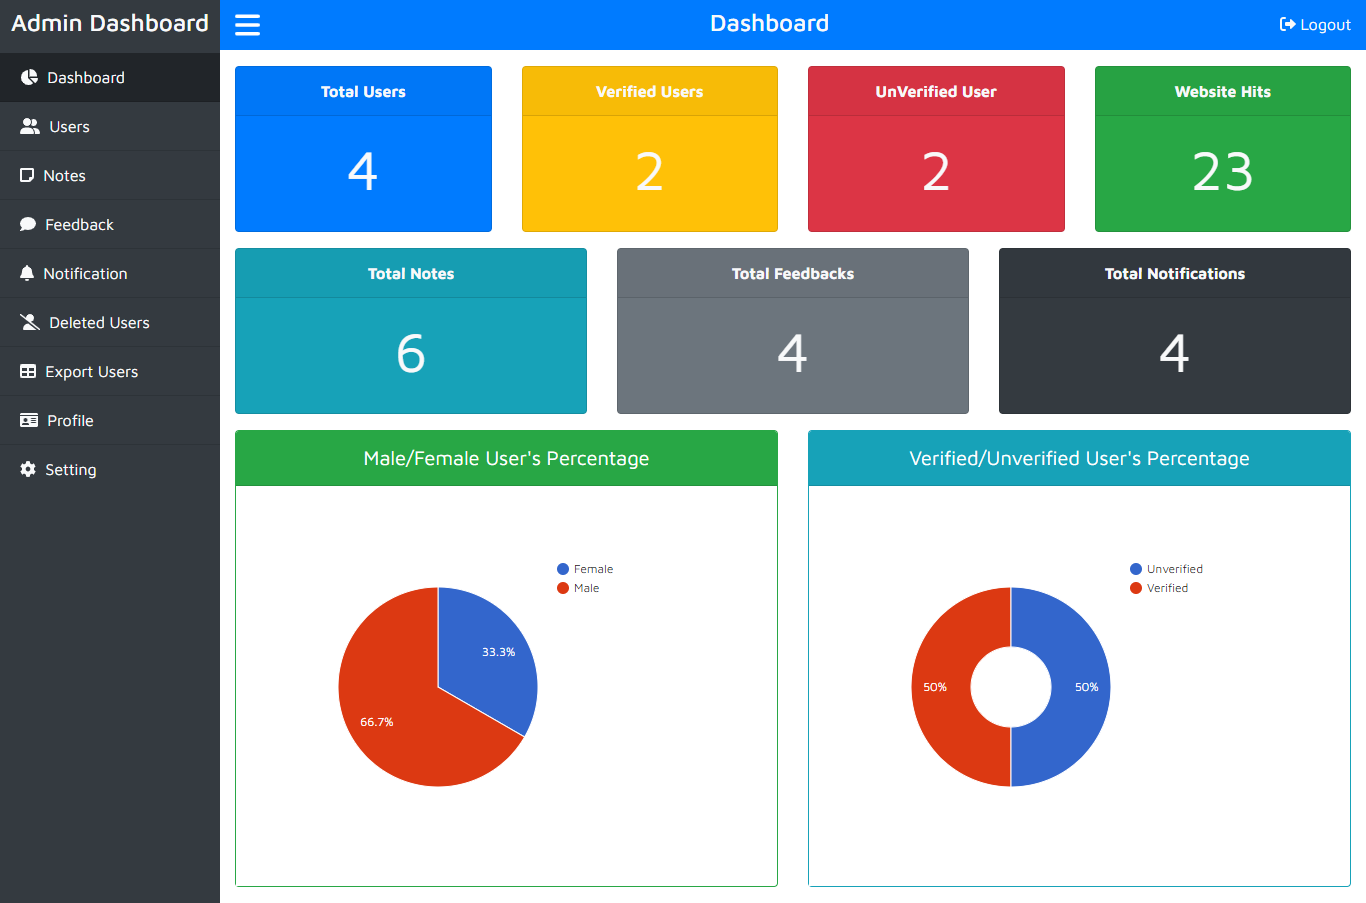 Admin Dashboard
Dashboard
Logout
Dashboard
Users
Notes
Feedback
Notification
Deleted Users
Export Users
Profile
Setting
Total Users
4
Verified Users
2
UnVerified User
2
Website Hits
23
Total Notes
6
Total Feedbacks
4
Total Notifications
4
Male/Female User's Percentage
Female
Male
33.3%
66.7%
Verified/Unverified User's Percentage
Unverified
Verified
50%
50%